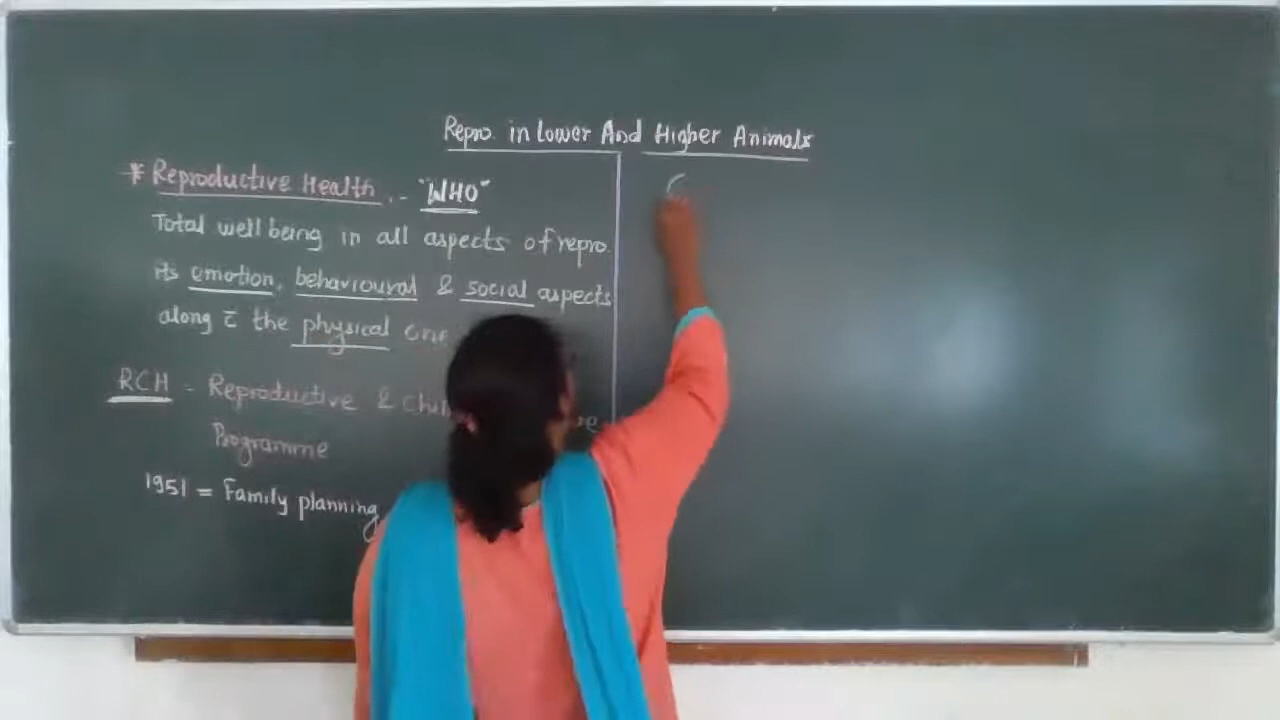 Repro. in Lower And Higher Animals
* Reproductive Health .- "WHO"
Total well being in all aspects of repro.
its emotion, behavioural & social aspects
along c̄ the physical one
RCH - Reproductive &
Programme
1951 = Family planning